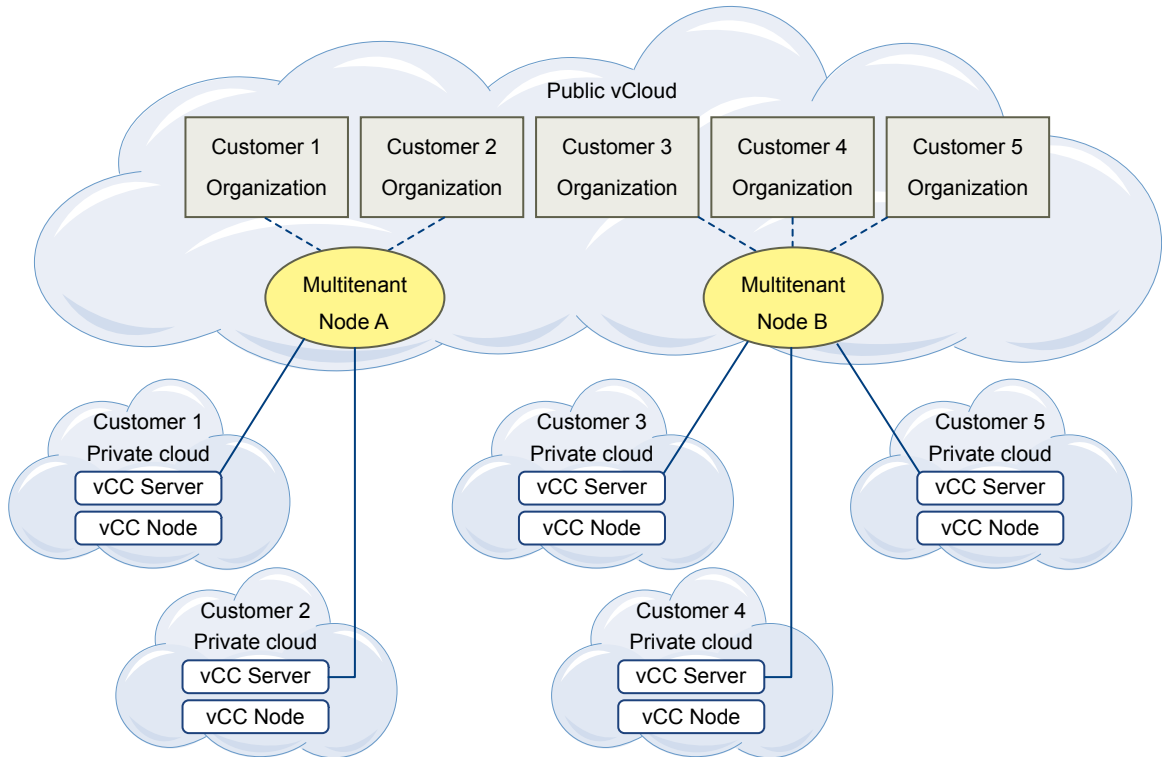 Public vCloud
Customer 1
Organization
Customer 2
Organization
Customer 3
Organization
Customer 4
Organization
Customer 5
Organization
Multitenant
Node A
Multitenant
Node B
Customer 1
Private cloud
vCC Server
vCC Node
Customer 3
Private cloud
vCC Server
vCC Node
Customer 5
Private cloud
vCC Server
vCC Node
Customer 2
Private cloud
vCC Server
vCC Node
Customer 4
Private cloud
vCC Server
vCC Node